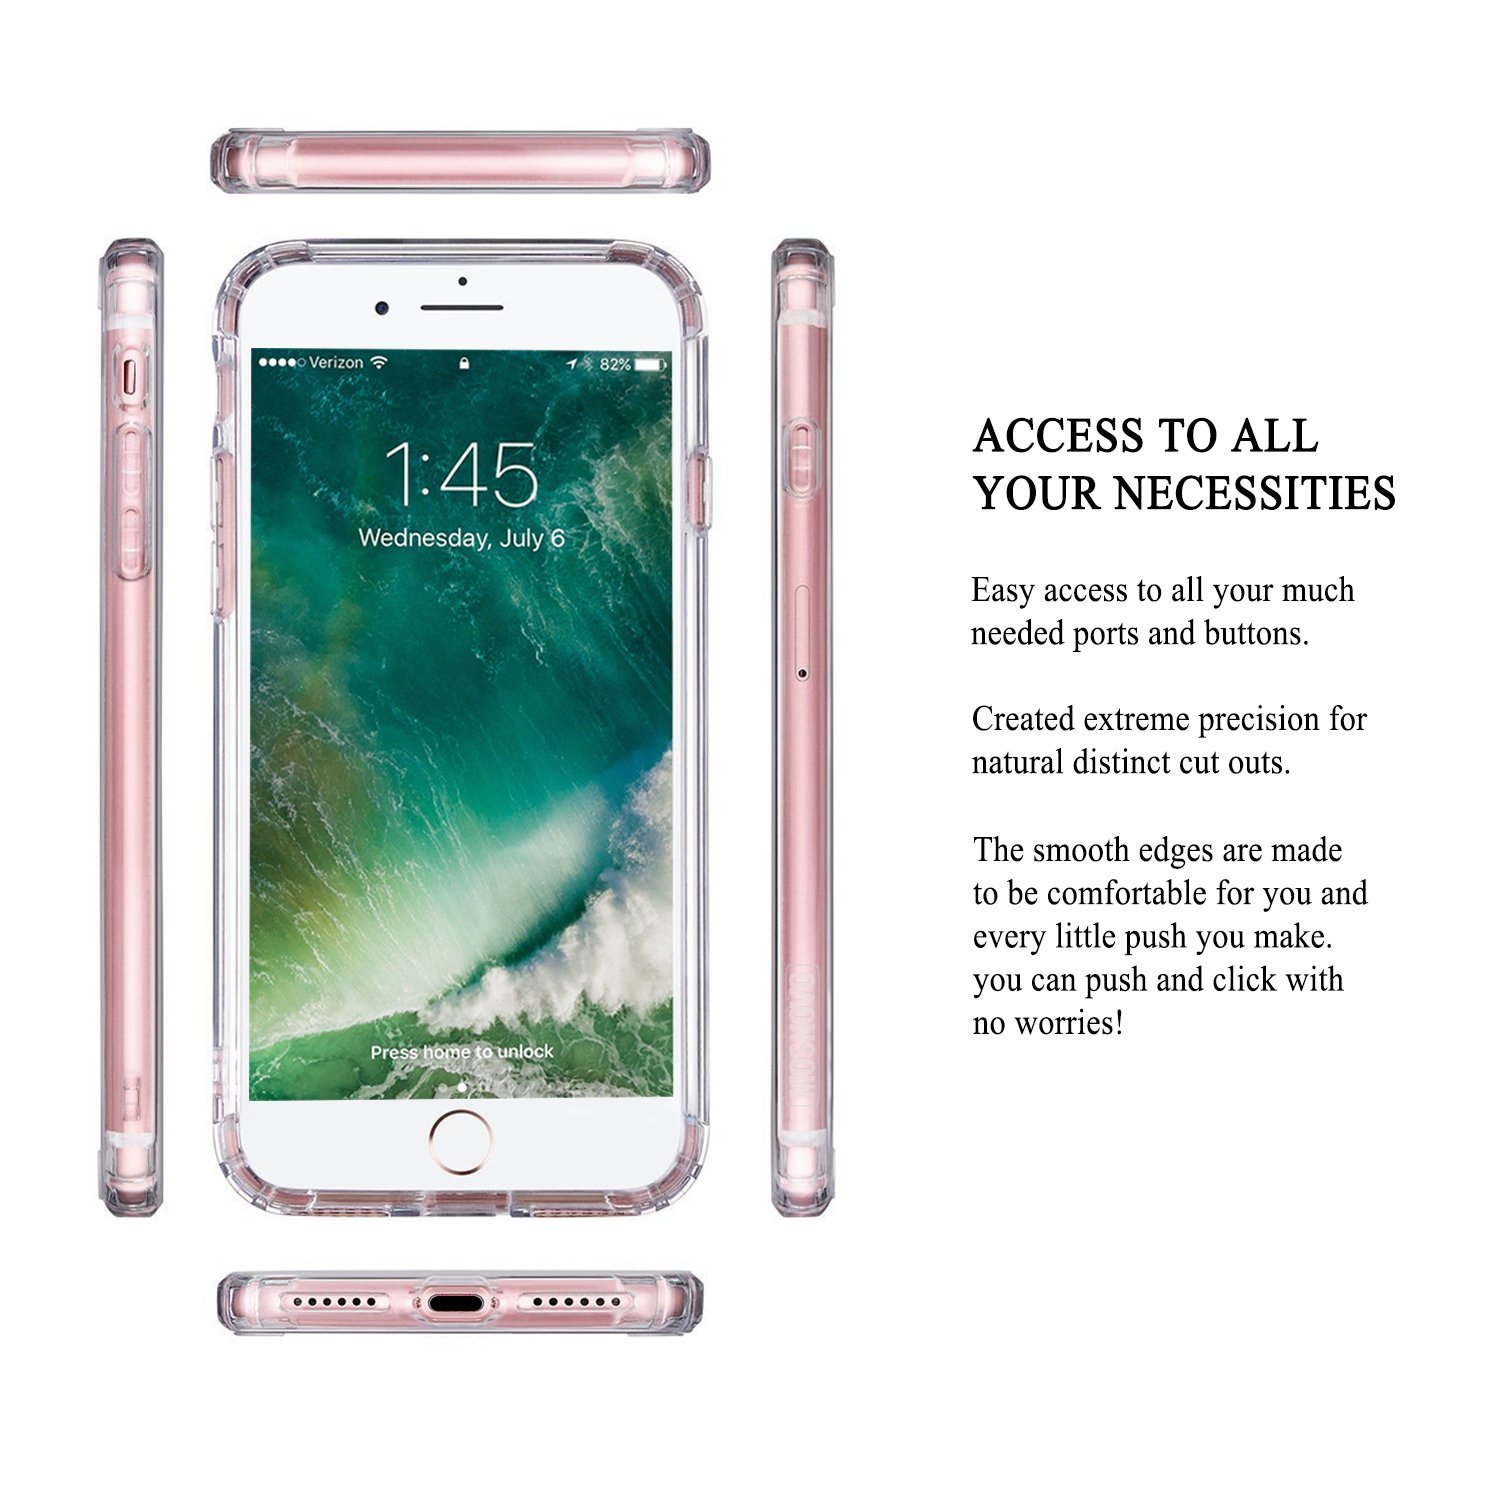 Verizon
82%
1:45
Wednesday, July 6
Press home to unlock
MOSNOVO
ACCESS TO ALL
YOUR NECESSITIES
Easy access to all your much
needed ports and buttons.
Created extreme precision for
natural distinct cut outs.
The smooth edges are made
to be comfortable for you and
every little push you make.
you can push and click with
no worries!